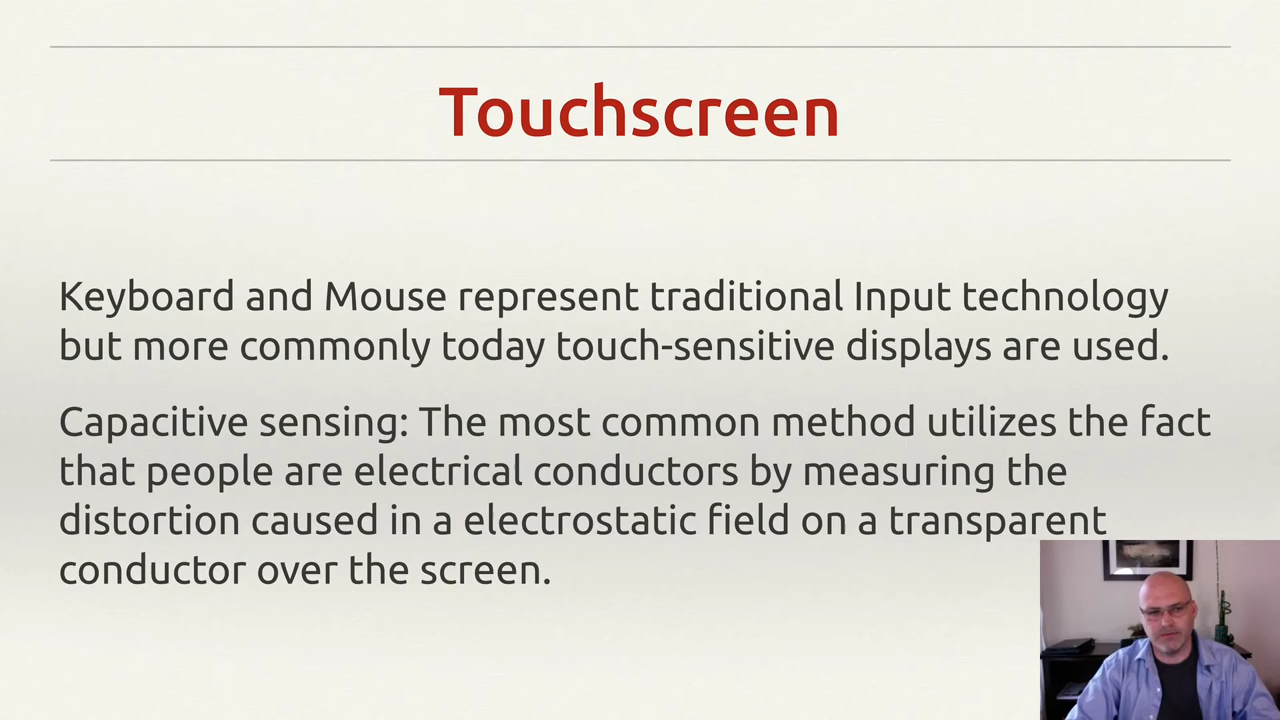 Touchscreen
Keyboard and Mouse represent traditional Input technology
but more commonly today touch-sensitive displays are used.
Capacitive sensing: The most common method utilizes the fact
that people are electrical conductors by measuring the
distortion caused in a electrostatic field on a transparent
conductor over the screen.